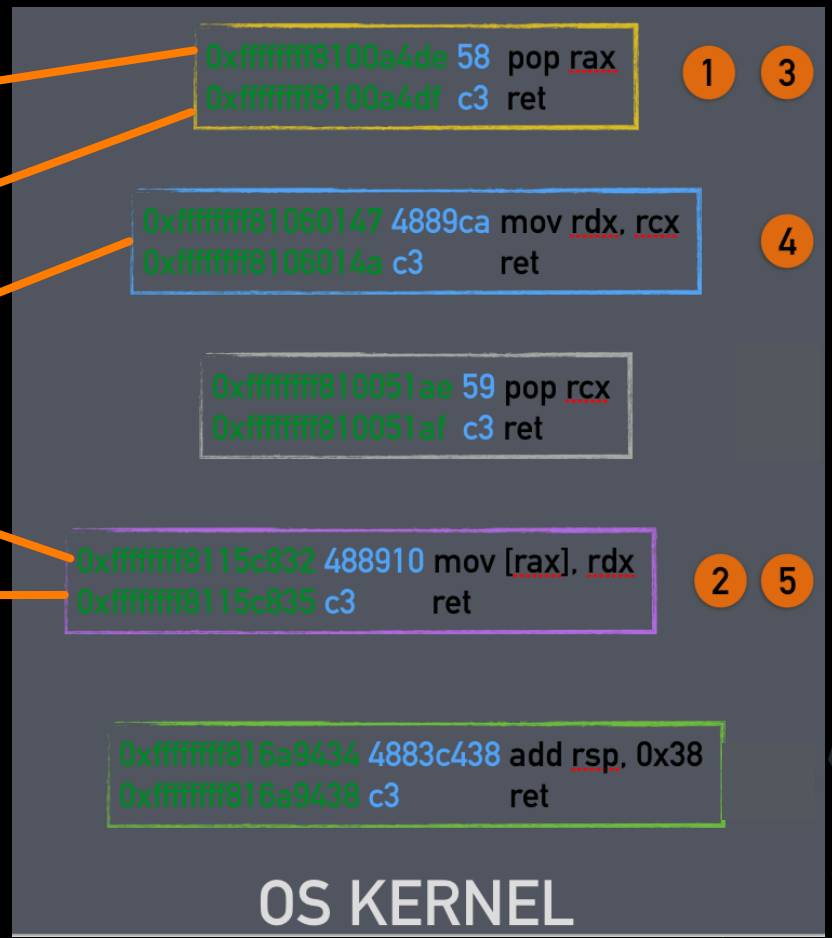 0xffffffff8100a4de 58 pop rax
0xffffffff8100a4df c3 ret
1 3
0xffffffff81060147 4889ca mov rdx, rcx
0xffffffff8106014a c3 ret
4
0xffffffff810051ae 59 pop rcx
0xffffffff810051af c3 ret
0xffffffff8115c832 488910 mov [rax], rdx
0xffffffff8115c835 c3 ret
2 5
0xffffffff816a9434 4883c438 add rsp, 0x38
0xffffffff816a9438 c3 ret
OS KERNEL